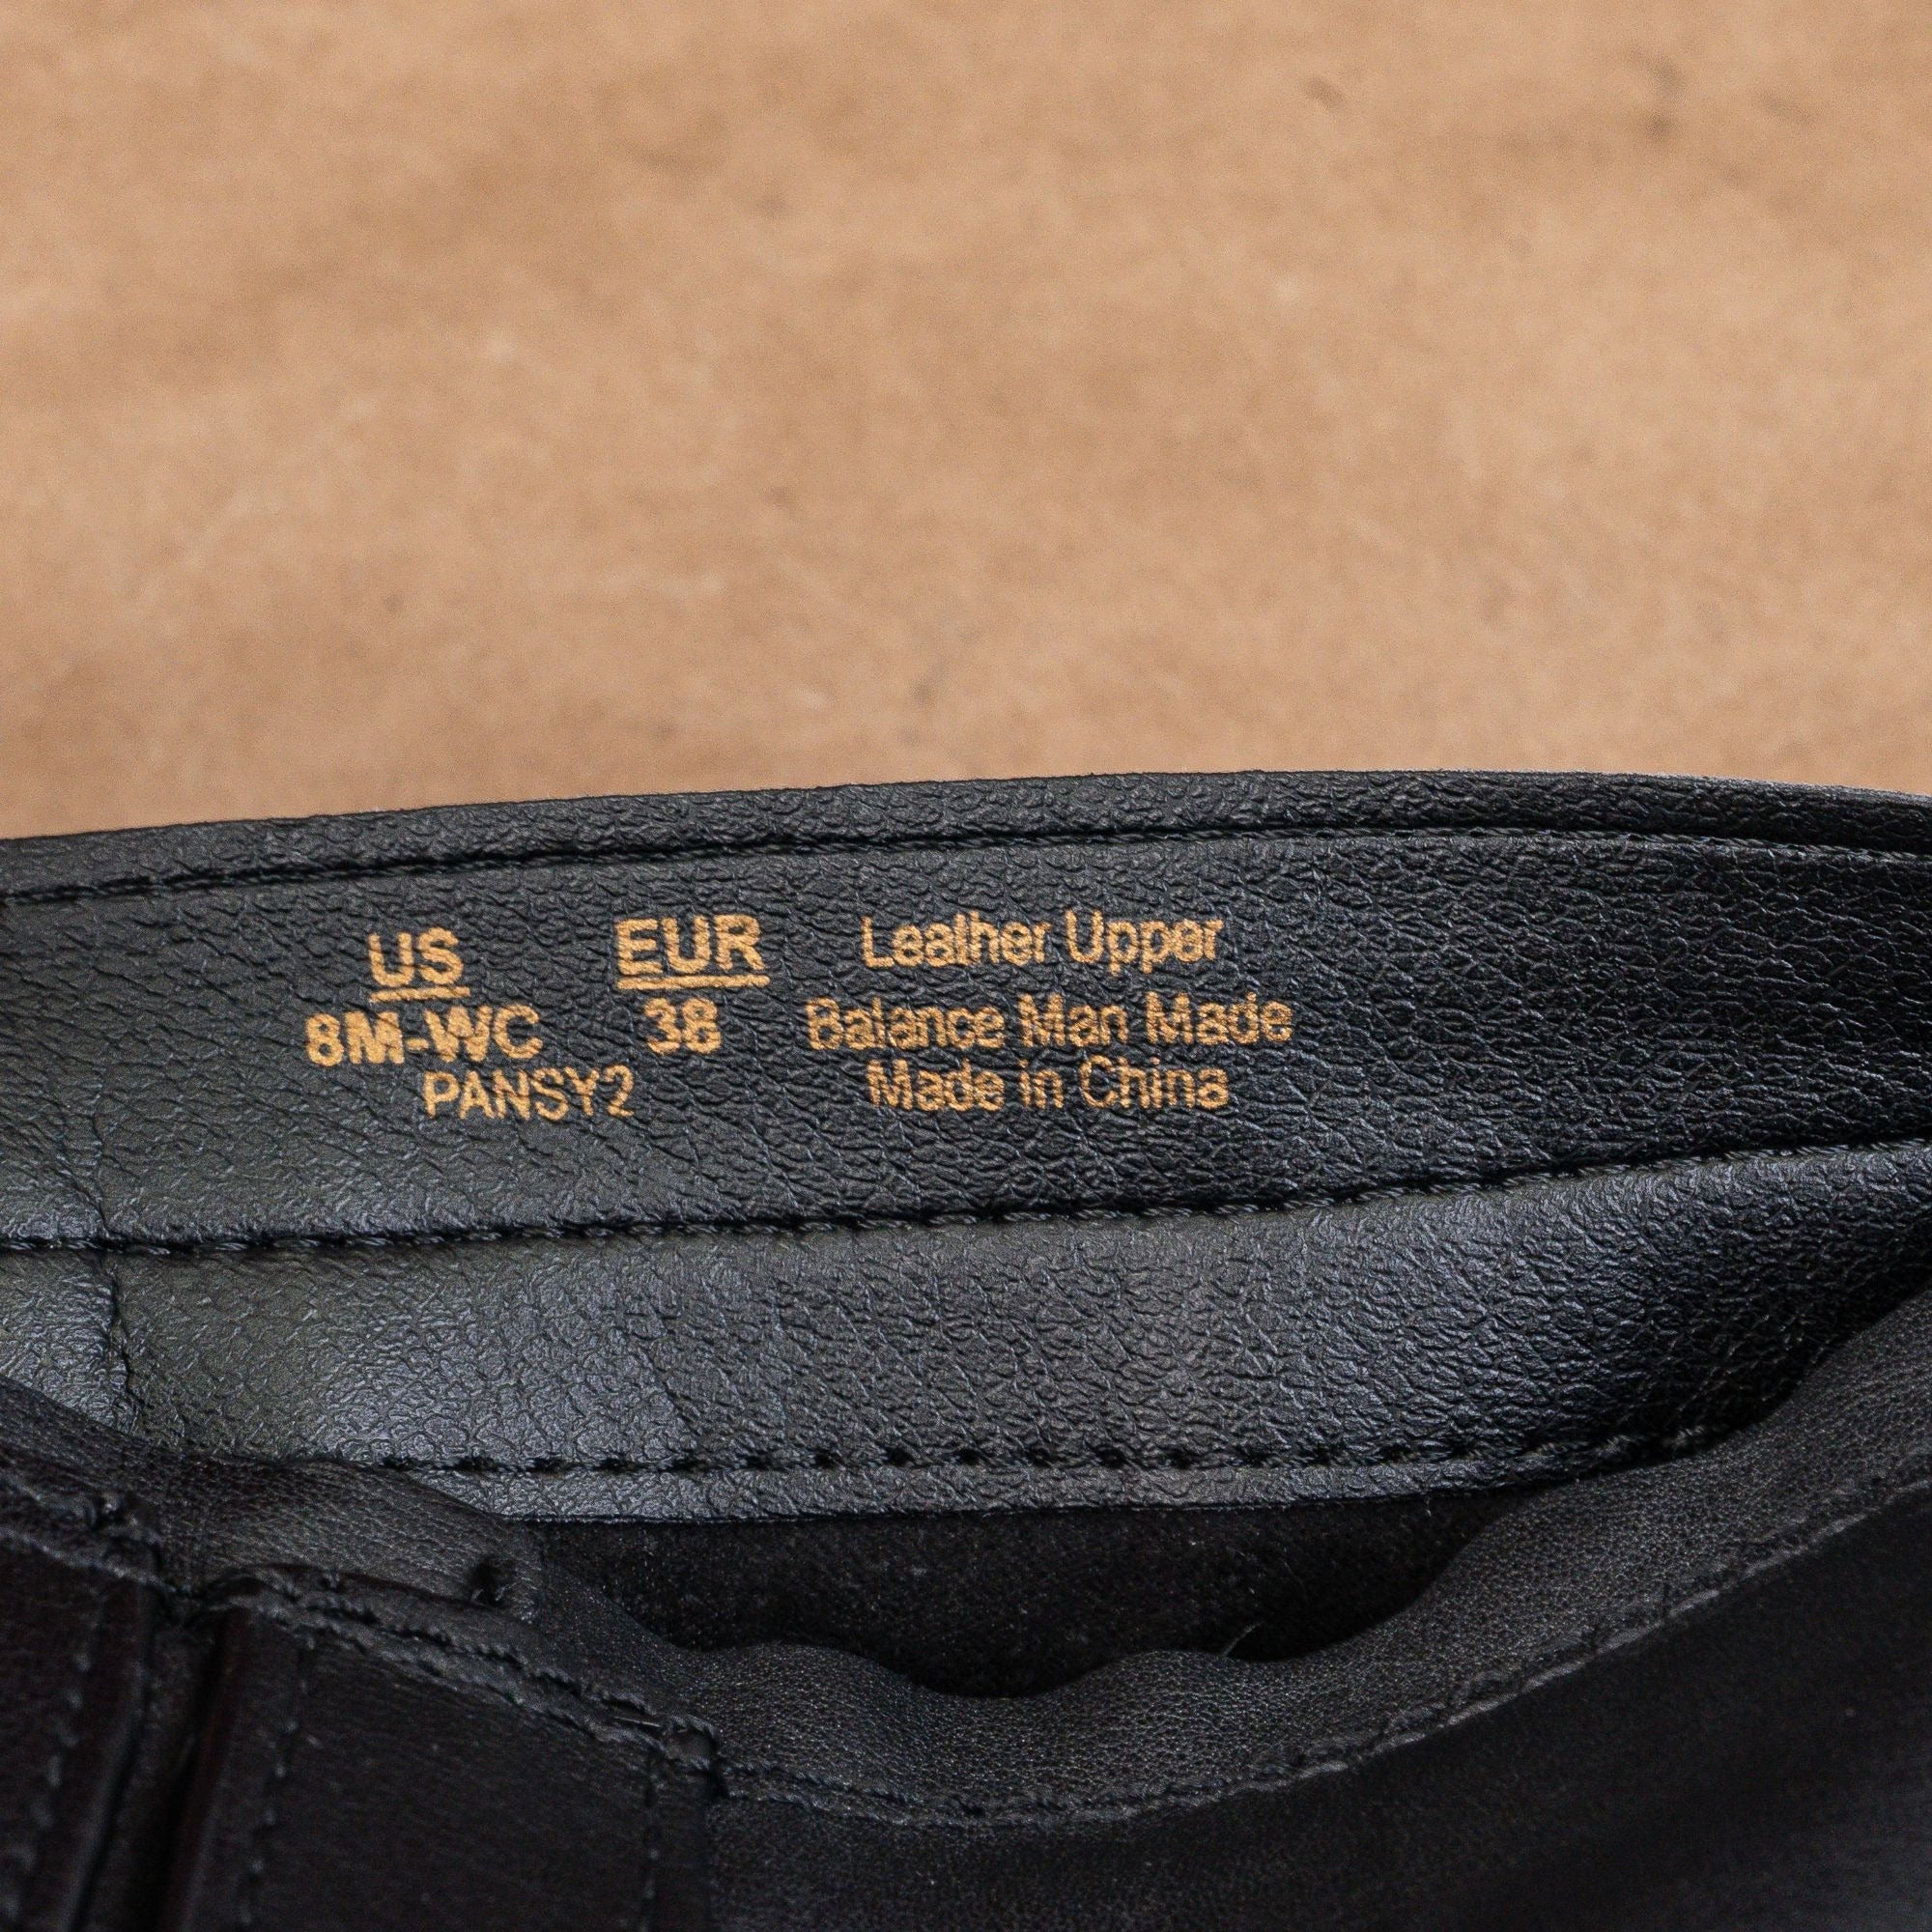 US EUR
8M-WC 38
PANSY2
Leather Upper
Balance Man Made
Made in China